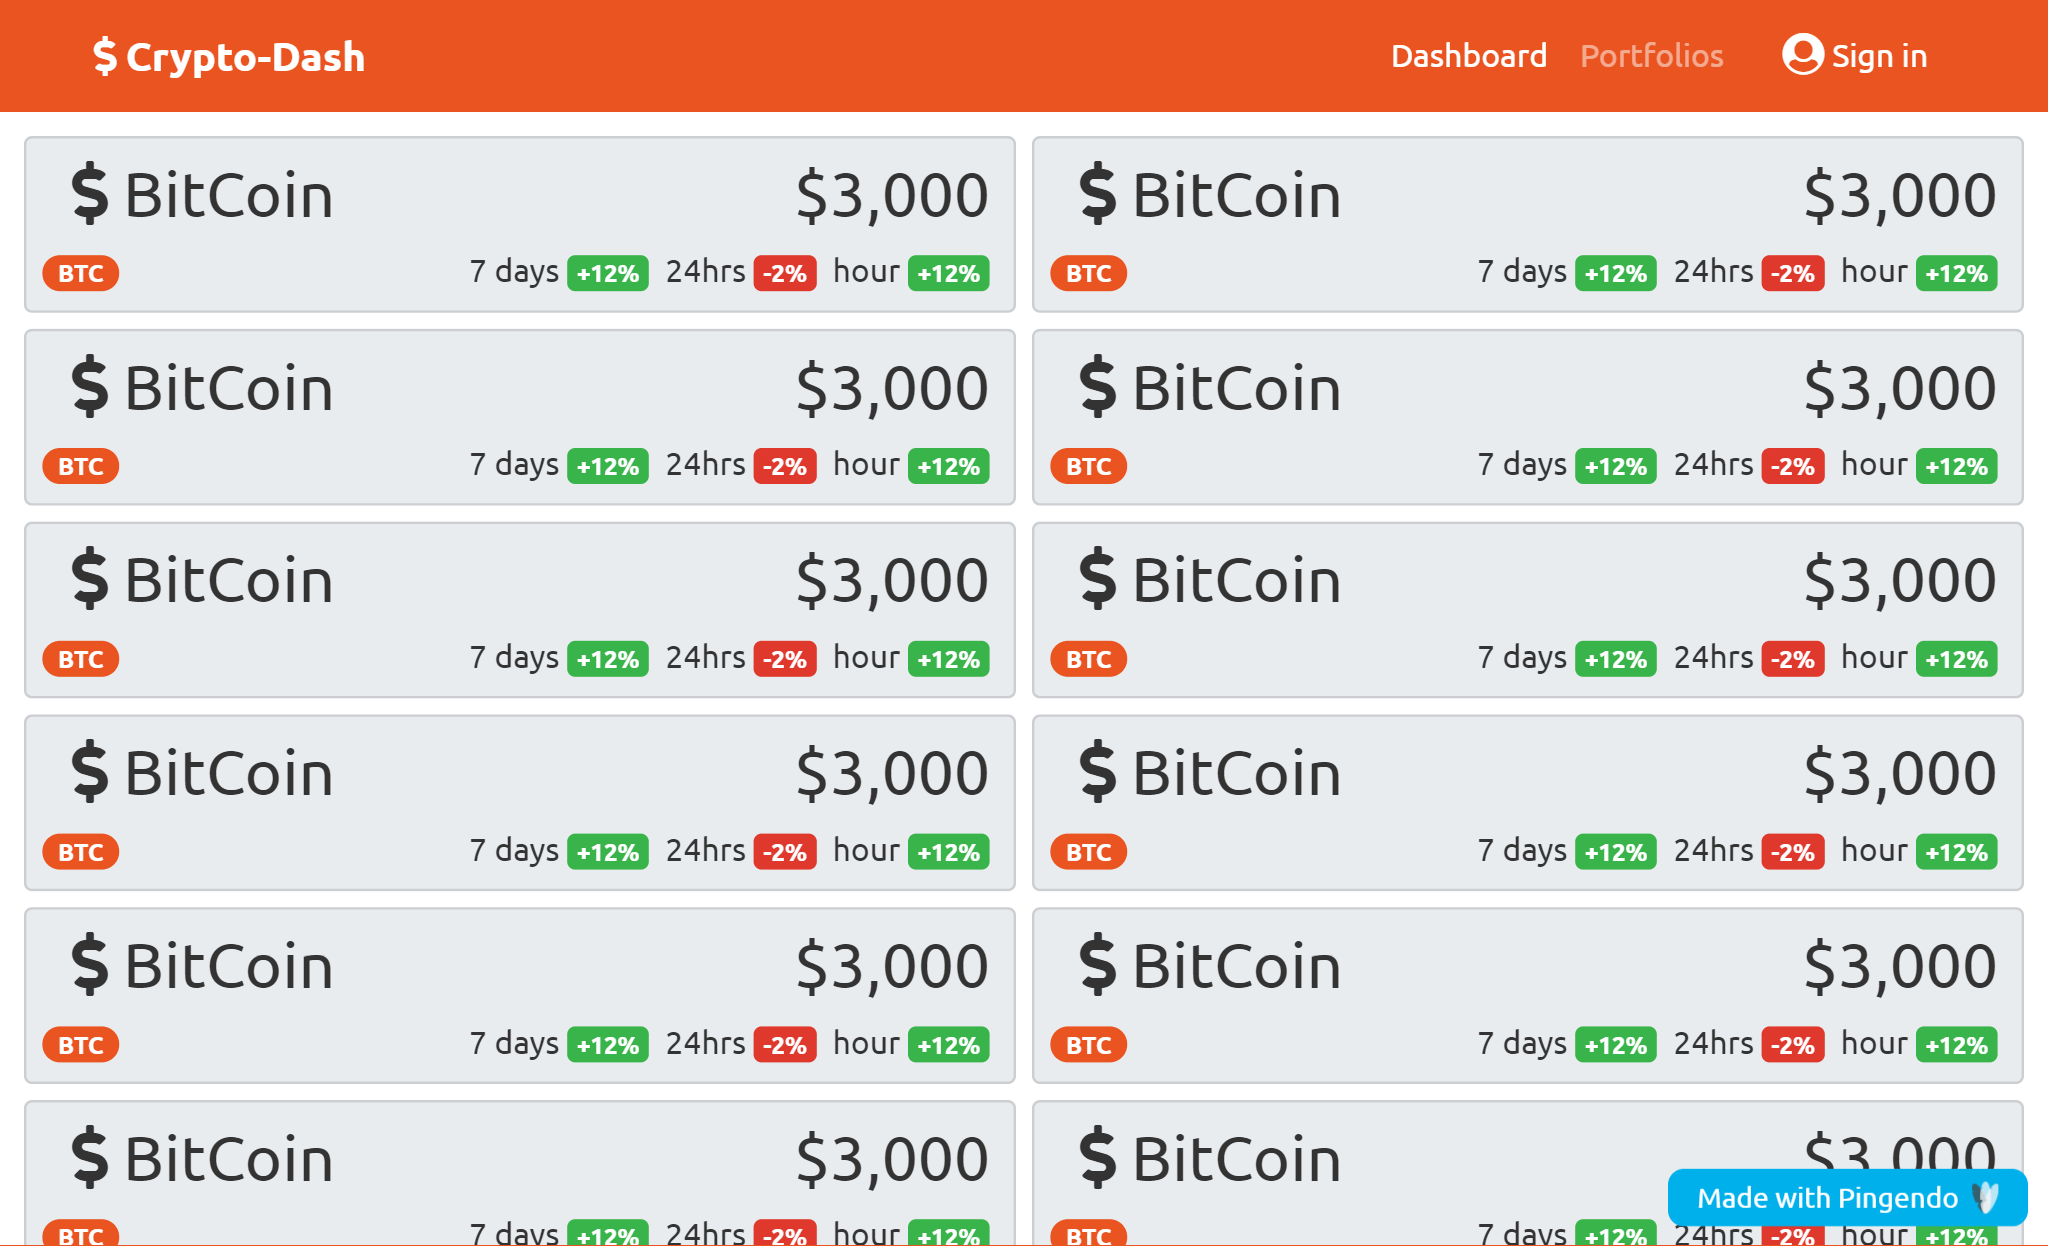 $ Crypto-Dash Dashboard Portfolios Sign in
$ BitCoin $3,000 $ BitCoin $3,000
BTC 7 days +12% 24hrs -2% hour +12% BTC 7 days +12% 24hrs -2% hour +12%
$ BitCoin $3,000 $ BitCoin $3,000
BTC 7 days +12% 24hrs -2% hour +12% BTC 7 days +12% 24hrs -2% hour +12%
$ BitCoin $3,000 $ BitCoin $3,000
BTC 7 days +12% 24hrs -2% hour +12% BTC 7 days +12% 24hrs -2% hour +12%
$ BitCoin $3,000 $ BitCoin $3,000
BTC 7 days +12% 24hrs -2% hour +12% BTC 7 days +12% 24hrs -2% hour +12%
$ BitCoin $3,000 $ BitCoin $3,000
BTC 7 days +12% 24hrs -2% hour +12% BTC 7 days +12% 24hrs -2% hour +12%
$ BitCoin $3,000 $ BitCoin $3,000
Made with Pingendo
BTC 7 days +12% 24hrs -2% hour +12% BTC 7 days +12% 24hrs -2% hour +12%